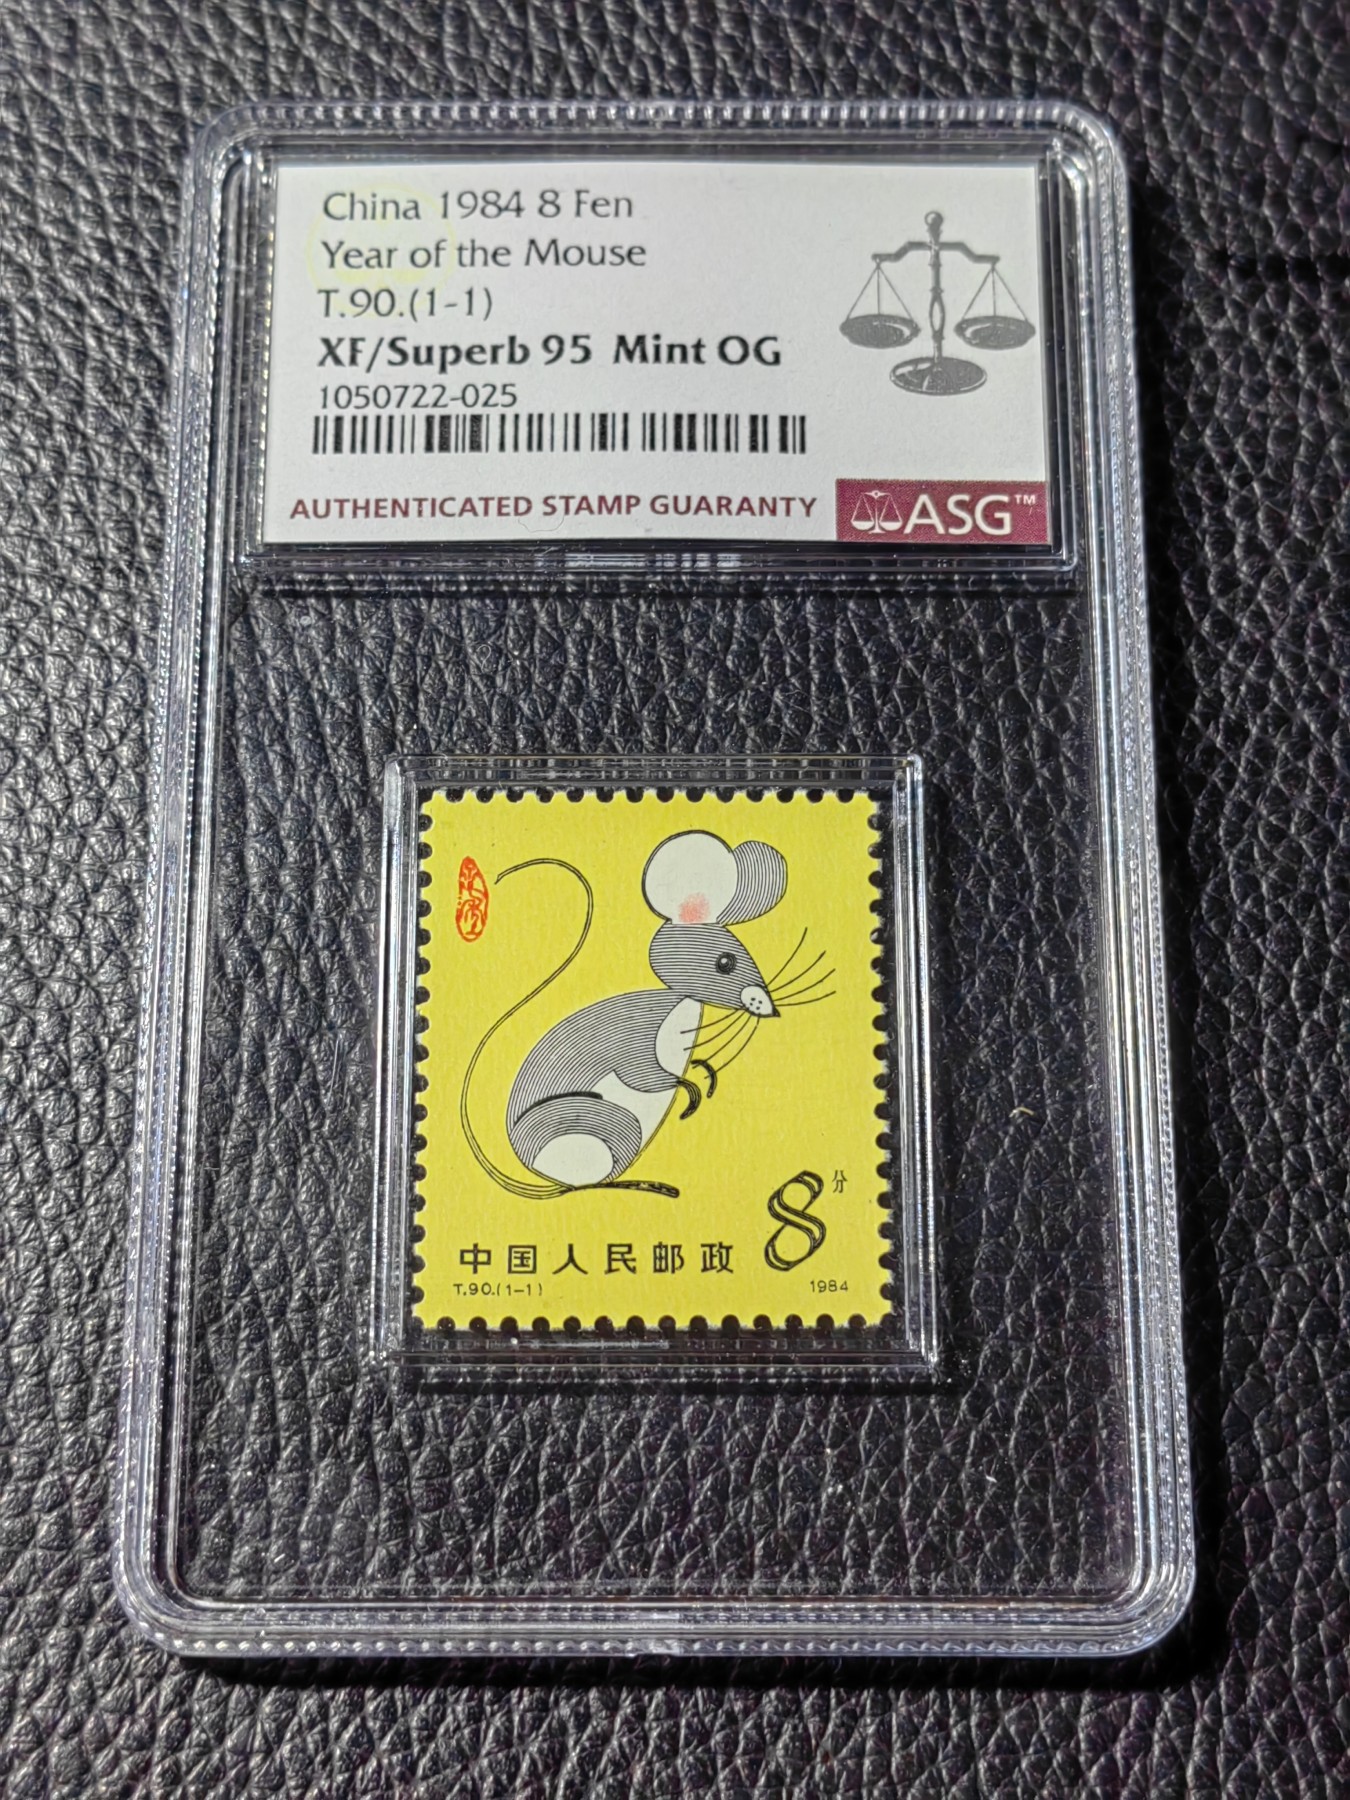 China 1984 8 Fen
Year of the Mouse
T.90.(1-1)
XF/Superb 95 Mint OG
1050722-025
AUTHENTICATED STAMP GUARANTY
ASG™
8分
中国人民邮政
T.90.(1-1)
1984